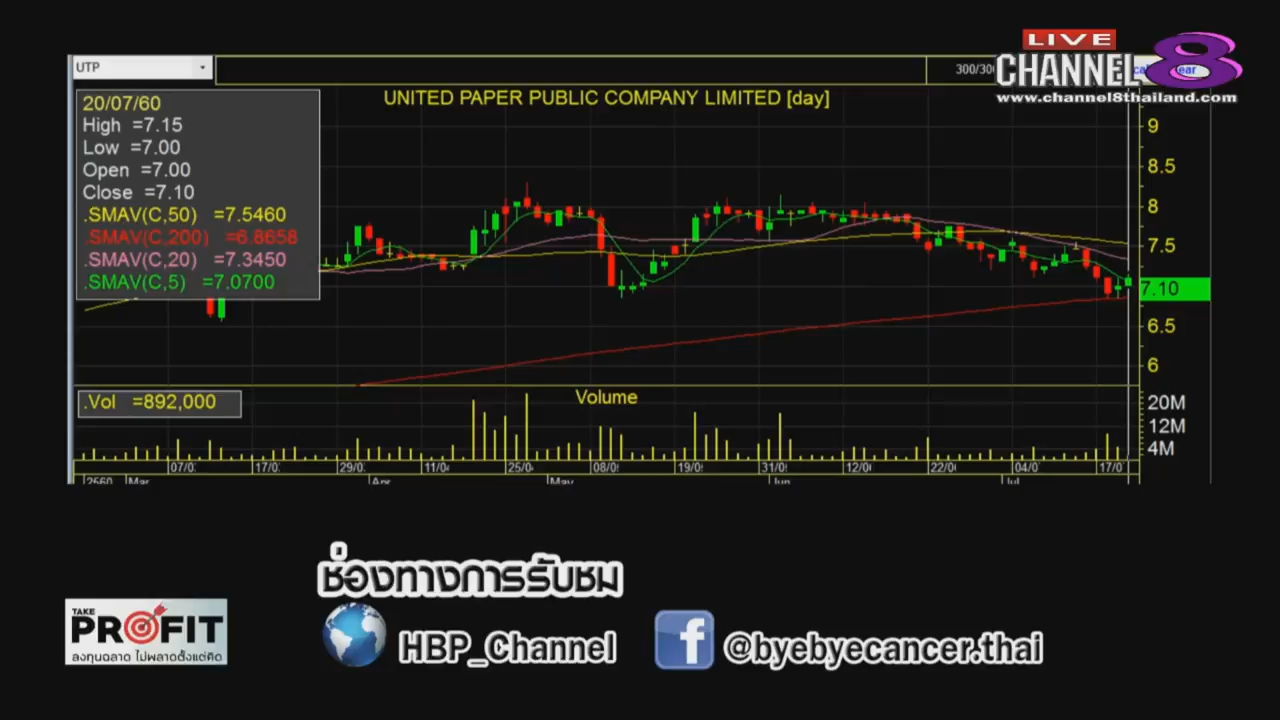 LIVE
CHANNEL 8
www.channel8thailand.com
UTP
UNITED PAPER PUBLIC COMPANY LIMITED [day]
20/07/60
High =7.15
Low =7.00
Open =7.00
Close =7.10
.SMAV(C,50) =7.5460
.SMAV(C,200) =6.8658
.SMAV(C,20) =7.3450
.SMAV(C,5) =7.0700
9
8.5
8
7.5
7.10
6.5
6
.Vol =892,000
Volume
20M
12M
4M
2560 Mar Apr May Jun Jul
ช่องทางการรับชม
TAKE
PROFIT
ลงทุนฉลาด ไม่พลาดตั้งแต่คิด
HBP_Channel
@byebyecancer.thai